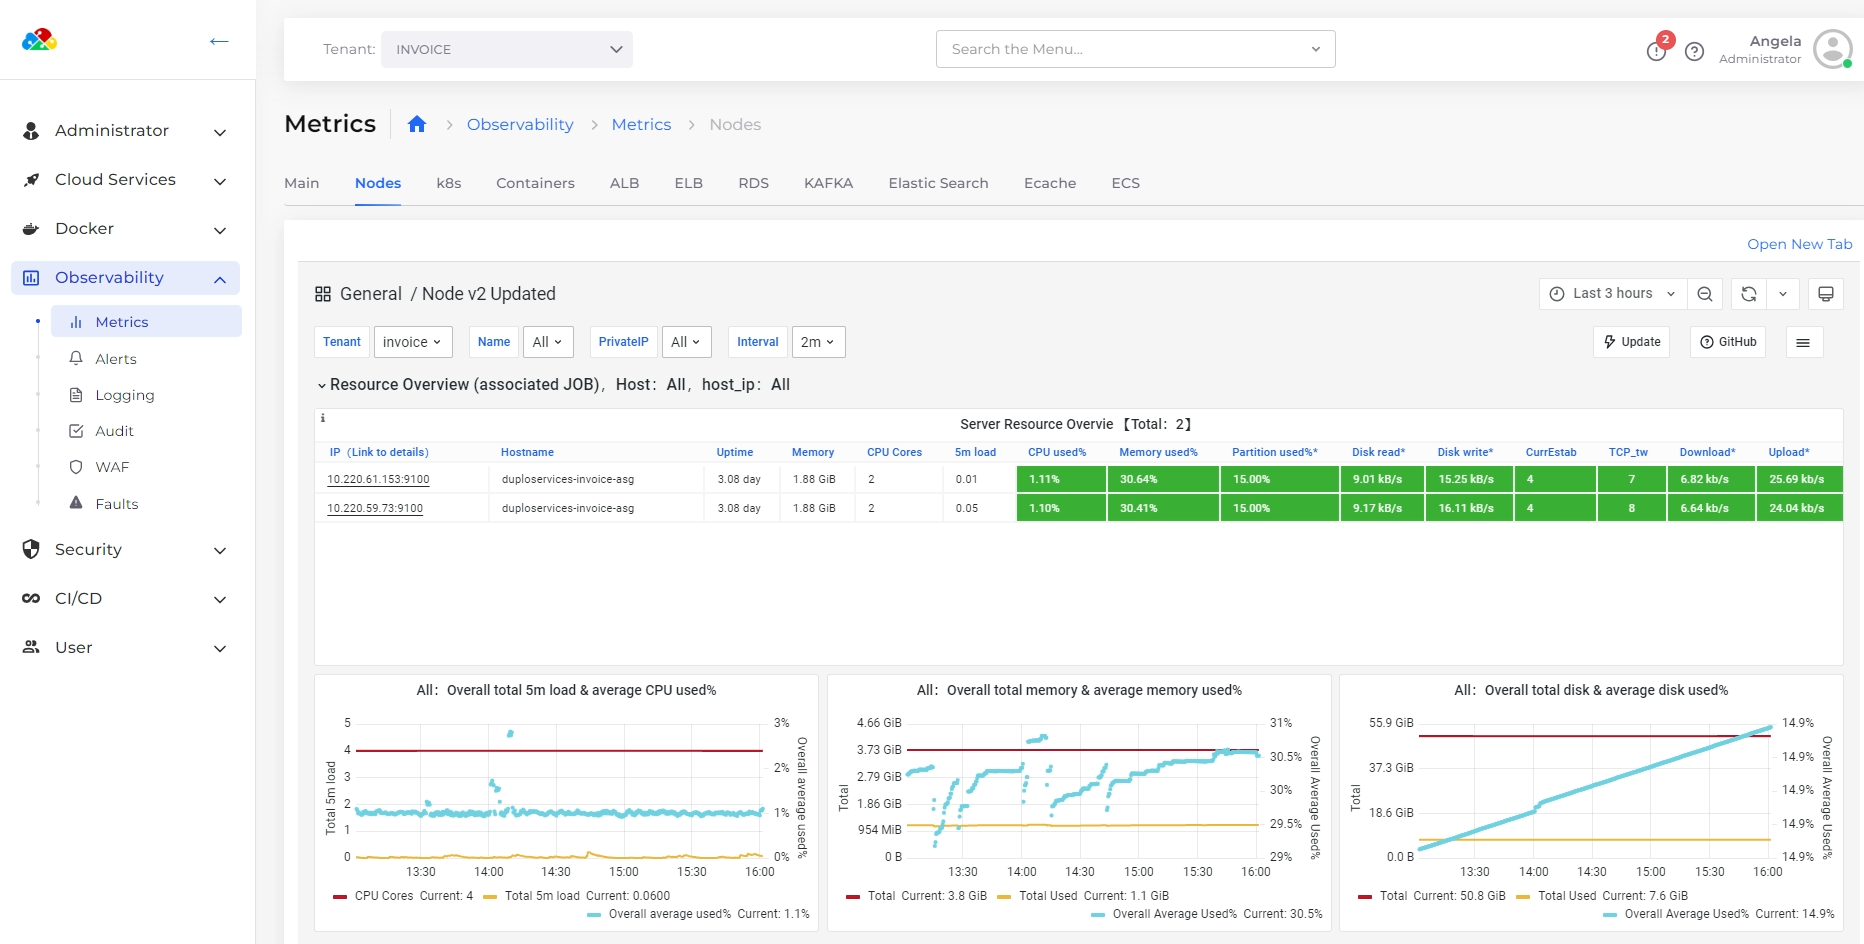 Tenant: INVOICE
Search the Menu...
2
Angela
Administrator
Administrator
Cloud Services
Docker
Observability
Metrics
Alerts
Logging
Audit
WAF
Faults
Security
CI/CD
User
Metrics > Observability > Metrics > Nodes
Main Nodes k8s Containers ALB ELB RDS KAFKA Elastic Search Ecache ECS
Open New Tab
General / Node v2 Updated
Last 3 hours
Tenant invoice Name All PrivateIP All Interval 2m
Update GitHub
Resource Overview (associated JOB)，Host：All，host_ip：All
i
Server Resource Overvie 【Total：2】
IP（Link to details） Hostname Uptime Memory CPU Cores 5m load CPU used% Memory used% Partition used%* Disk read* Disk write* CurrEstab TCP_tw Download* Upload*
10.220.61.153:9100 duploservices-invoice-asg 3.08 day 1.88 GiB 2 0.01 1.11% 30.64% 15.00% 9.01 kB/s 15.25 kB/s 4 7 6.82 kb/s 25.69 kb/s
10.220.59.73:9100 duploservices-invoice-asg 3.08 day 1.88 GiB 2 0.05 1.10% 30.41% 15.00% 9.17 kB/s 16.11 kB/s 4 8 6.64 kb/s 24.04 kb/s
All：Overall total 5m load & average CPU used%
Total 5m load
5
4
3
2
1
0
3%
2%
1%
0%
Overall average used%
13:30 14:00 14:30 15:00 15:30 16:00
CPU Cores Current: 4 Total 5m load Current: 0.0600
Overall average used% Current: 1.1%
All：Overall total memory & average memory used%
Total
4.66 GiB
3.73 GiB
2.79 GiB
1.86 GiB
954 MiB
0 B
31%
30.5%
30%
29.5%
29%
Overall Average Used%
13:30 14:00 14:30 15:00 15:30 16:00
Total Current: 3.8 GiB Total Used Current: 1.1 GiB
Overall Average Used% Current: 30.5%
All：Overall total disk & average disk used%
Total
55.9 GiB
37.3 GiB
18.6 GiB
0.0 B
14.9%
14.9%
14.9%
14.9%
14.9%
Overall Average Used%
13:30 14:00 14:30 15:00 15:30 16:00
Total Current: 50.8 GiB Total Used Current: 7.6 GiB
Overall Average Used% Current: 14.9%